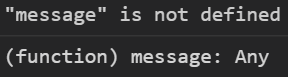 "message" is not defined
(function) message: Any